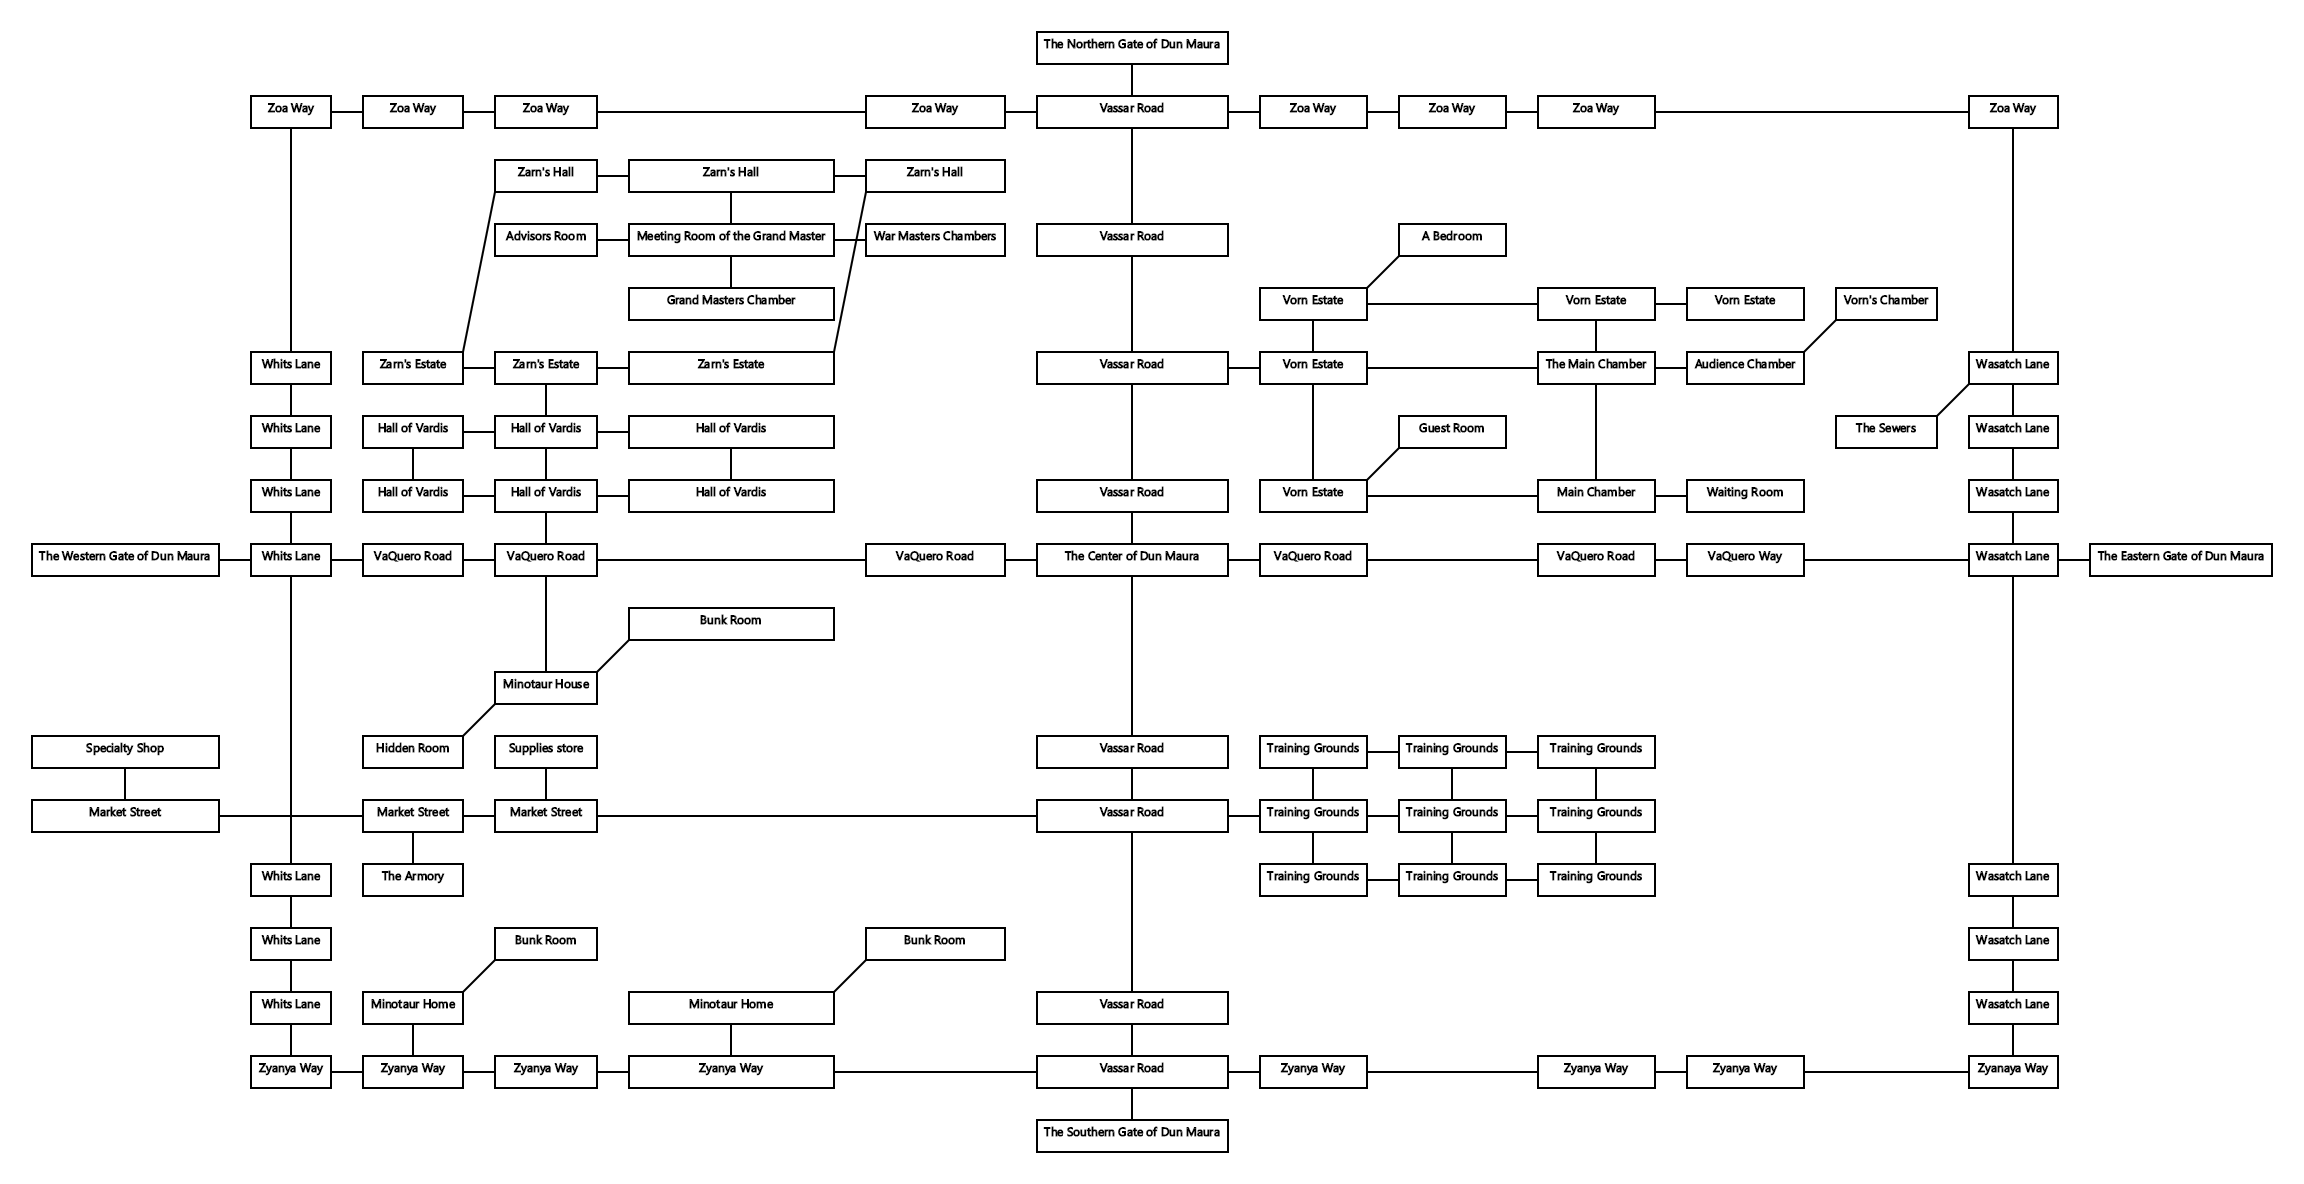 The Northern Gate of Dun Maura
Zoa Way
Zoa Way
Zoa Way
Zoa Way
Vassar Road
Zoa Way
Zoa Way
Zoa Way
Zoa Way
Zarn's Hall
Zarn's Hall
Zarn's Hall
Advisors Room
Meeting Room of the Grand Master
War Masters Chambers
Vassar Road
A Bedroom
Grand Masters Chamber
Vorn Estate
Vorn Estate
Vorn Estate
Vorn's Chamber
Whits Lane
Zarn's Estate
Zarn's Estate
Zarn's Estate
Vassar Road
Vorn Estate
The Main Chamber
Audience Chamber
Wasatch Lane
Whits Lane
Hall of Vardis
Hall of Vardis
Hall of Vardis
Guest Room
The Sewers
Wasatch Lane
Whits Lane
Hall of Vardis
Hall of Vardis
Hall of Vardis
Vassar Road
Vorn Estate
Main Chamber
Waiting Room
Wasatch Lane
The Western Gate of Dun Maura
Whits Lane
VaQuero Road
VaQuero Road
VaQuero Road
The Center of Dun Maura
VaQuero Road
VaQuero Road
VaQuero Way
Wasatch Lane
The Eastern Gate of Dun Maura
Bunk Room
Minotaur House
Specialty Shop
Hidden Room
Supplies store
Vassar Road
Training Grounds
Training Grounds
Training Grounds
Market Street
Market Street
Market Street
Vassar Road
Training Grounds
Training Grounds
Training Grounds
Whits Lane
The Armory
Training Grounds
Training Grounds
Training Grounds
Wasatch Lane
Whits Lane
Bunk Room
Bunk Room
Wasatch Lane
Whits Lane
Minotaur Home
Minotaur Home
Vassar Road
Wasatch Lane
Zyanya Way
Zyanya Way
Zyanya Way
Zyanya Way
Vassar Road
Zyanya Way
Zyanya Way
Zyanya Way
Zyanaya Way
The Southern Gate of Dun Maura